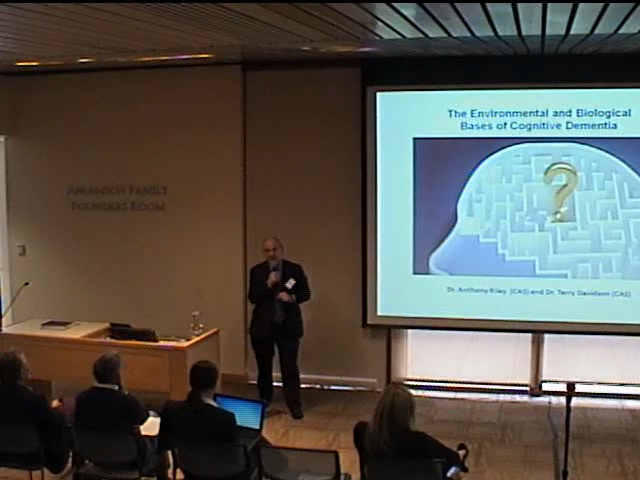 ABRAMSON FAMILY
FOUNDERS ROOM
The Environmental and Biological
Bases of Cognitive Dementia
?
Dr. Anthony Riley (CAS) and Dr. Terry Davidson (CAS)